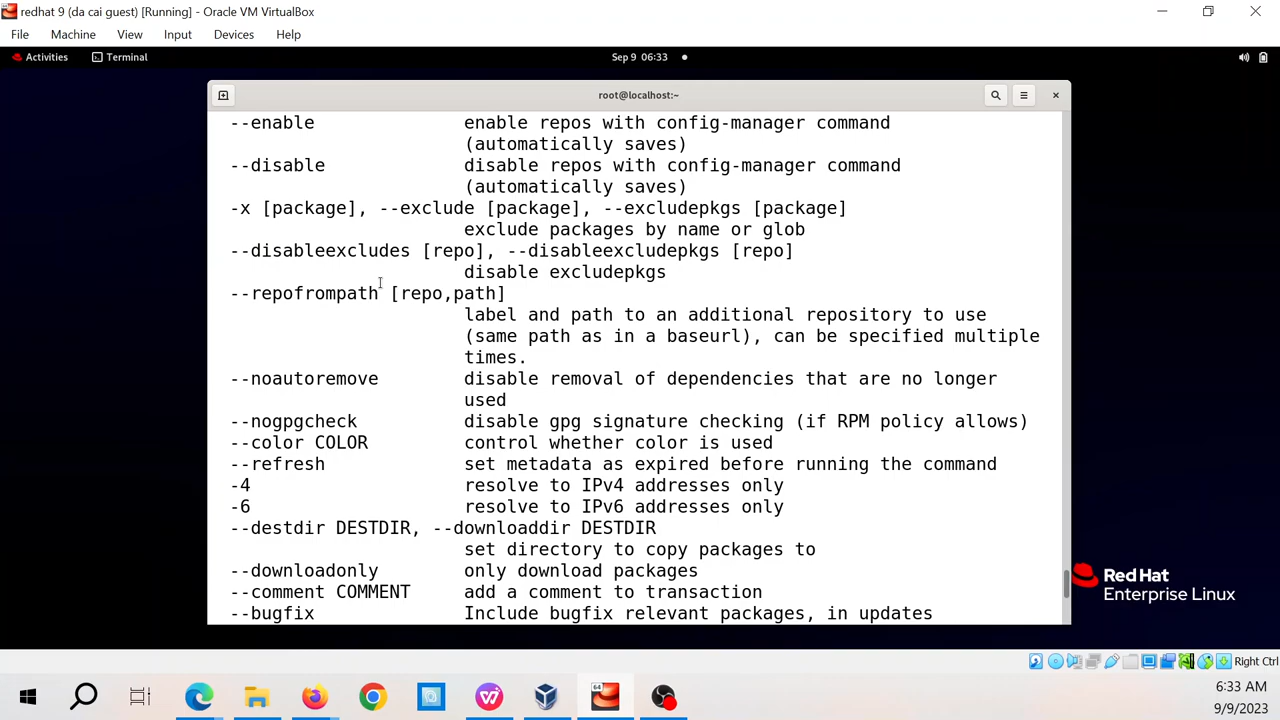 redhat 9 (da cai guest) [Running] - Oracle VM VirtualBox
File Machine View Input Devices Help
Activities Terminal Sep 9 06:33
root@localhost:~
--enable enable repos with config-manager command
(automatically saves)
--disable disable repos with config-manager command
(automatically saves)
-x [package], --exclude [package], --excludepkgs [package]
exclude packages by name or glob
--disableexcludes [repo], --disableexcludepkgs [repo]
disable excludepkgs
--repofrompath [repo,path]
label and path to an additional repository to use
(same path as in a baseurl), can be specified multiple
times.
--noautoremove disable removal of dependencies that are no longer
used
--nogpgcheck disable gpg signature checking (if RPM policy allows)
--color COLOR control whether color is used
--refresh set metadata as expired before running the command
-4 resolve to IPv4 addresses only
-6 resolve to IPv6 addresses only
--destdir DESTDIR, --downloaddir DESTDIR
set directory to copy packages to
--downloadonly only download packages
--comment COMMENT add a comment to transaction
--bugfix Include bugfix relevant packages, in updates
Red Hat
Enterprise Linux
Right Ctrl
64
6:33 AM
9/9/2023